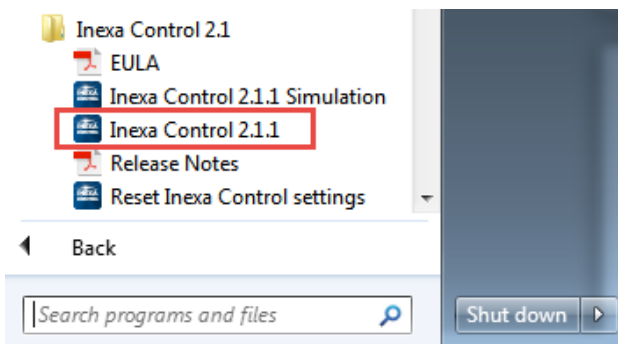 Inexa Control 2.1
EULA
Inexa Control 2.1.1 Simulation
Inexa Control 2.1.1
Release Notes
Reset Inexa Control settings
Back
Search programs and files
Shut down